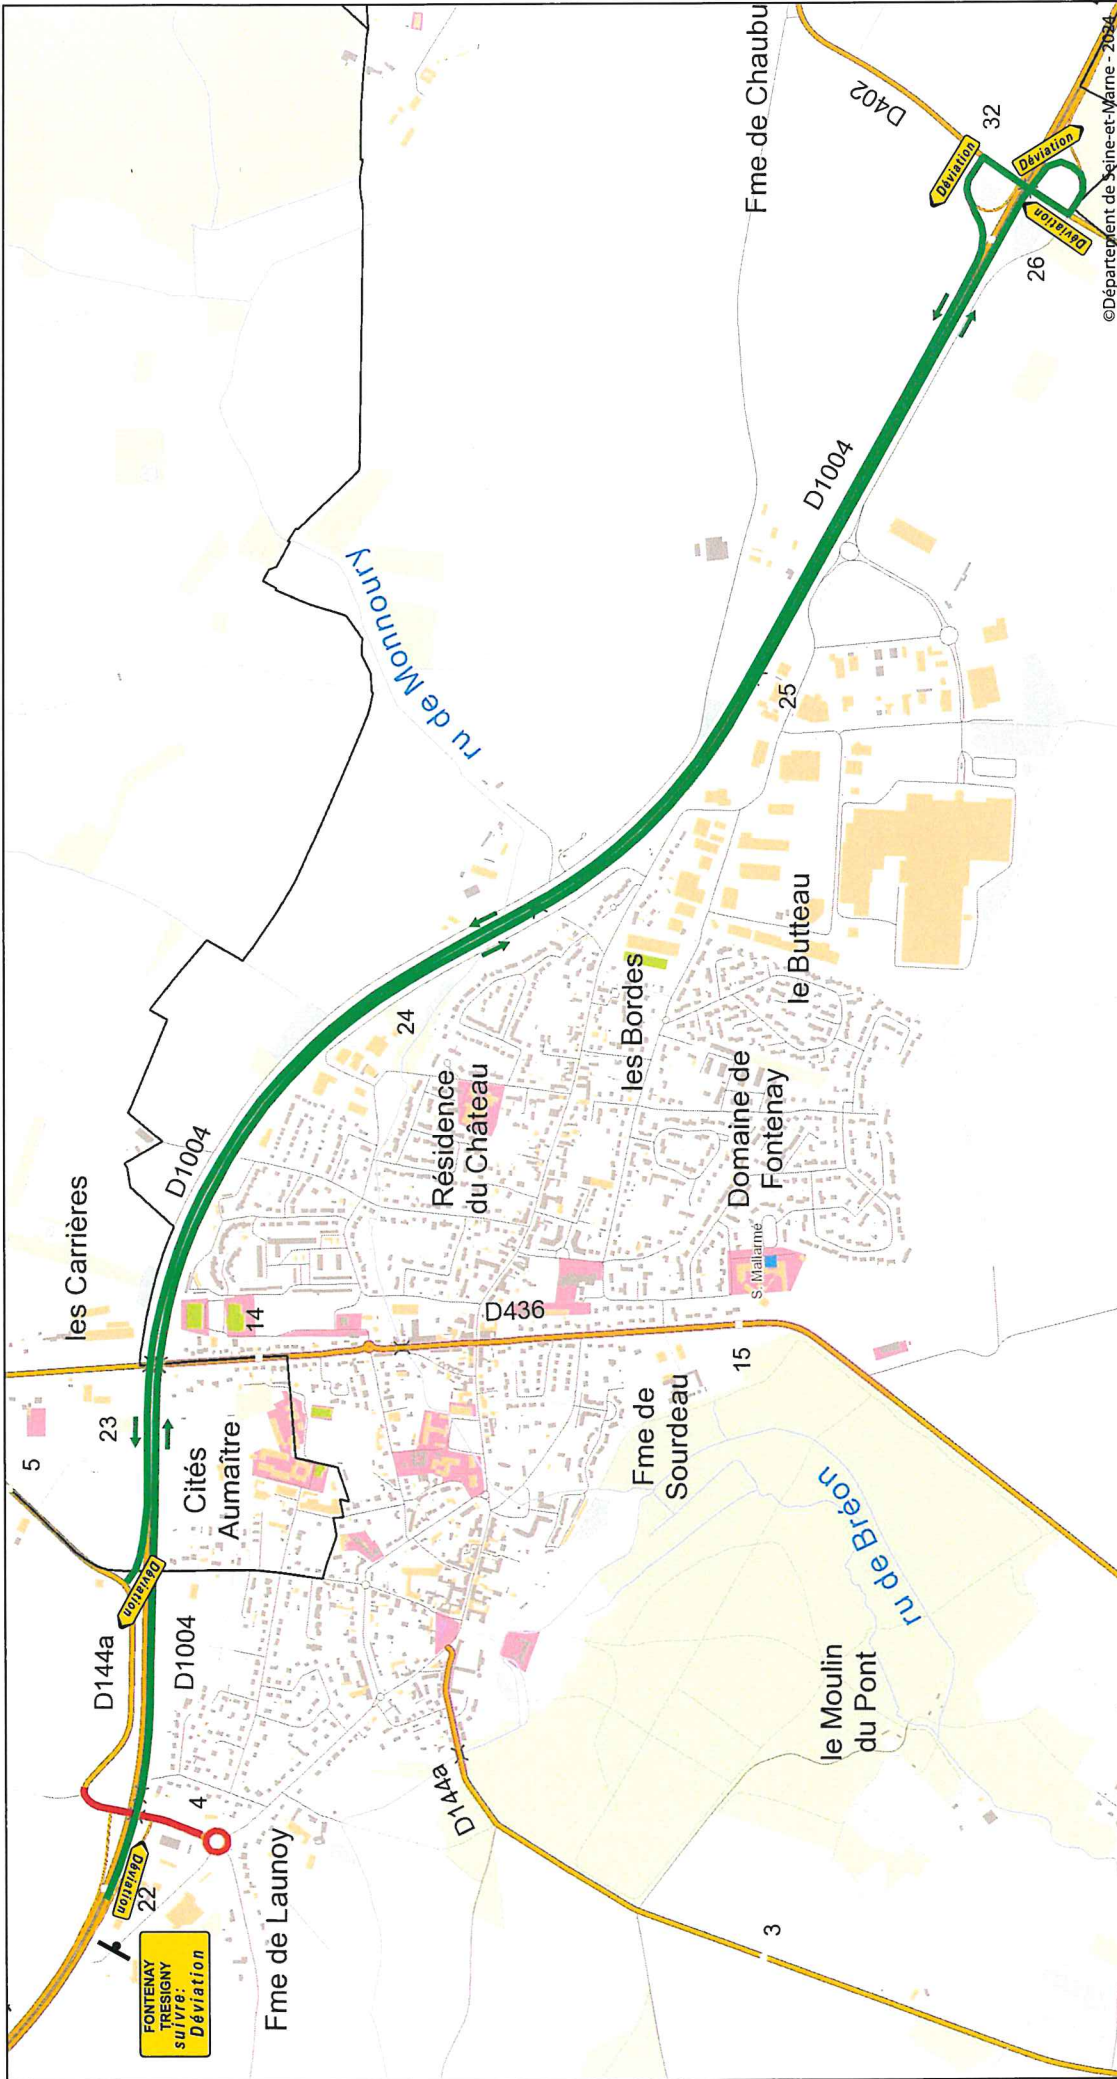 5
les Carrières
23
D144a
D1004
D1004
Déviation
Déviation
22
4
Cités
Aumaître
14
FONTENAY
TRESIGNY
suivre:
Déviation
Fme de Launoy
ru de Monnoury
24
Résidence
du Château
D144a
D436
les Bordes
Fme de
Sourdeau
15
S. Mallarmé
Domaine de
Fontenay
le Butteau
25
D1004
Fme de Chaubu
3
le Moulin
du Pont
ru de Bréon
D402
32
Déviation
Déviation
Déviation
26
©Département de Seine-et-Marne - 2024